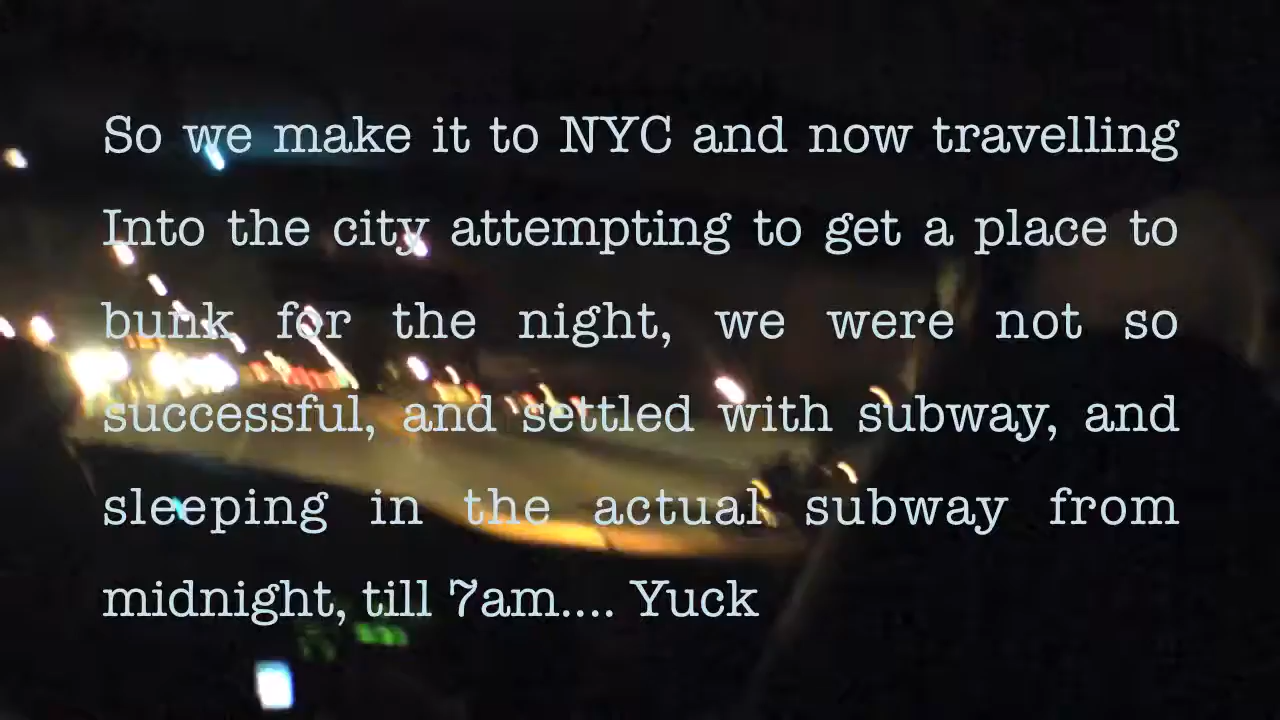 So we make it to NYC and now travelling
Into the city attempting to get a place to
bunk for the night, we were not so
successful, and settled with subway, and
sleeping in the actual subway from
midnight, till 7am.... Yuck